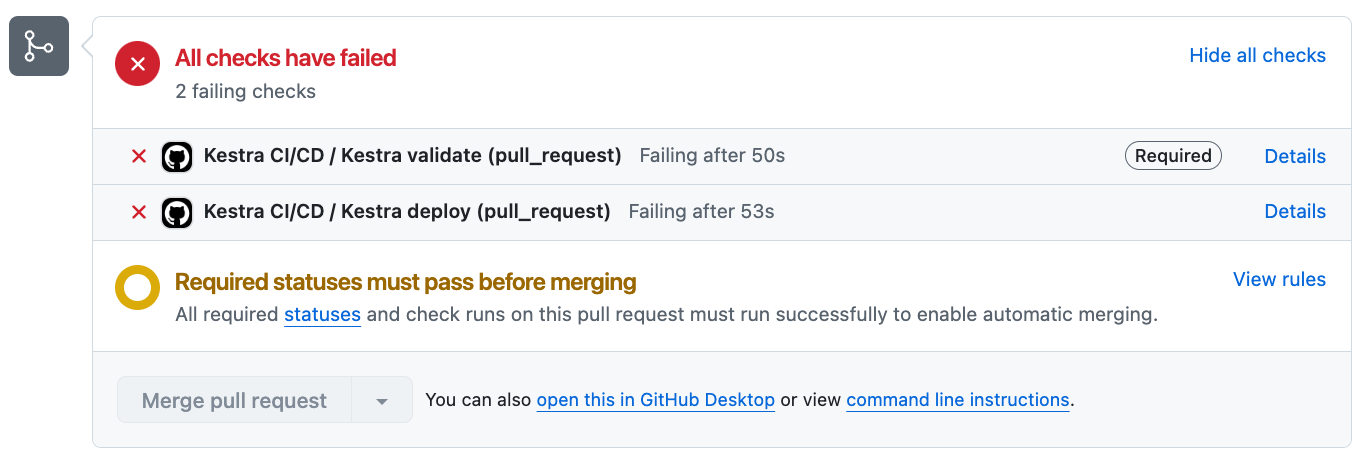 All checks have failed
Hide all checks
2 failing checks
Kestra CI/CD / Kestra validate (pull_request) Failing after 50s Required Details
Kestra CI/CD / Kestra deploy (pull_request) Failing after 53s Details
Required statuses must pass before merging
View rules
All required statuses and check runs on this pull request must run successfully to enable automatic merging.
Merge pull request You can also open this in GitHub Desktop or view command line instructions.